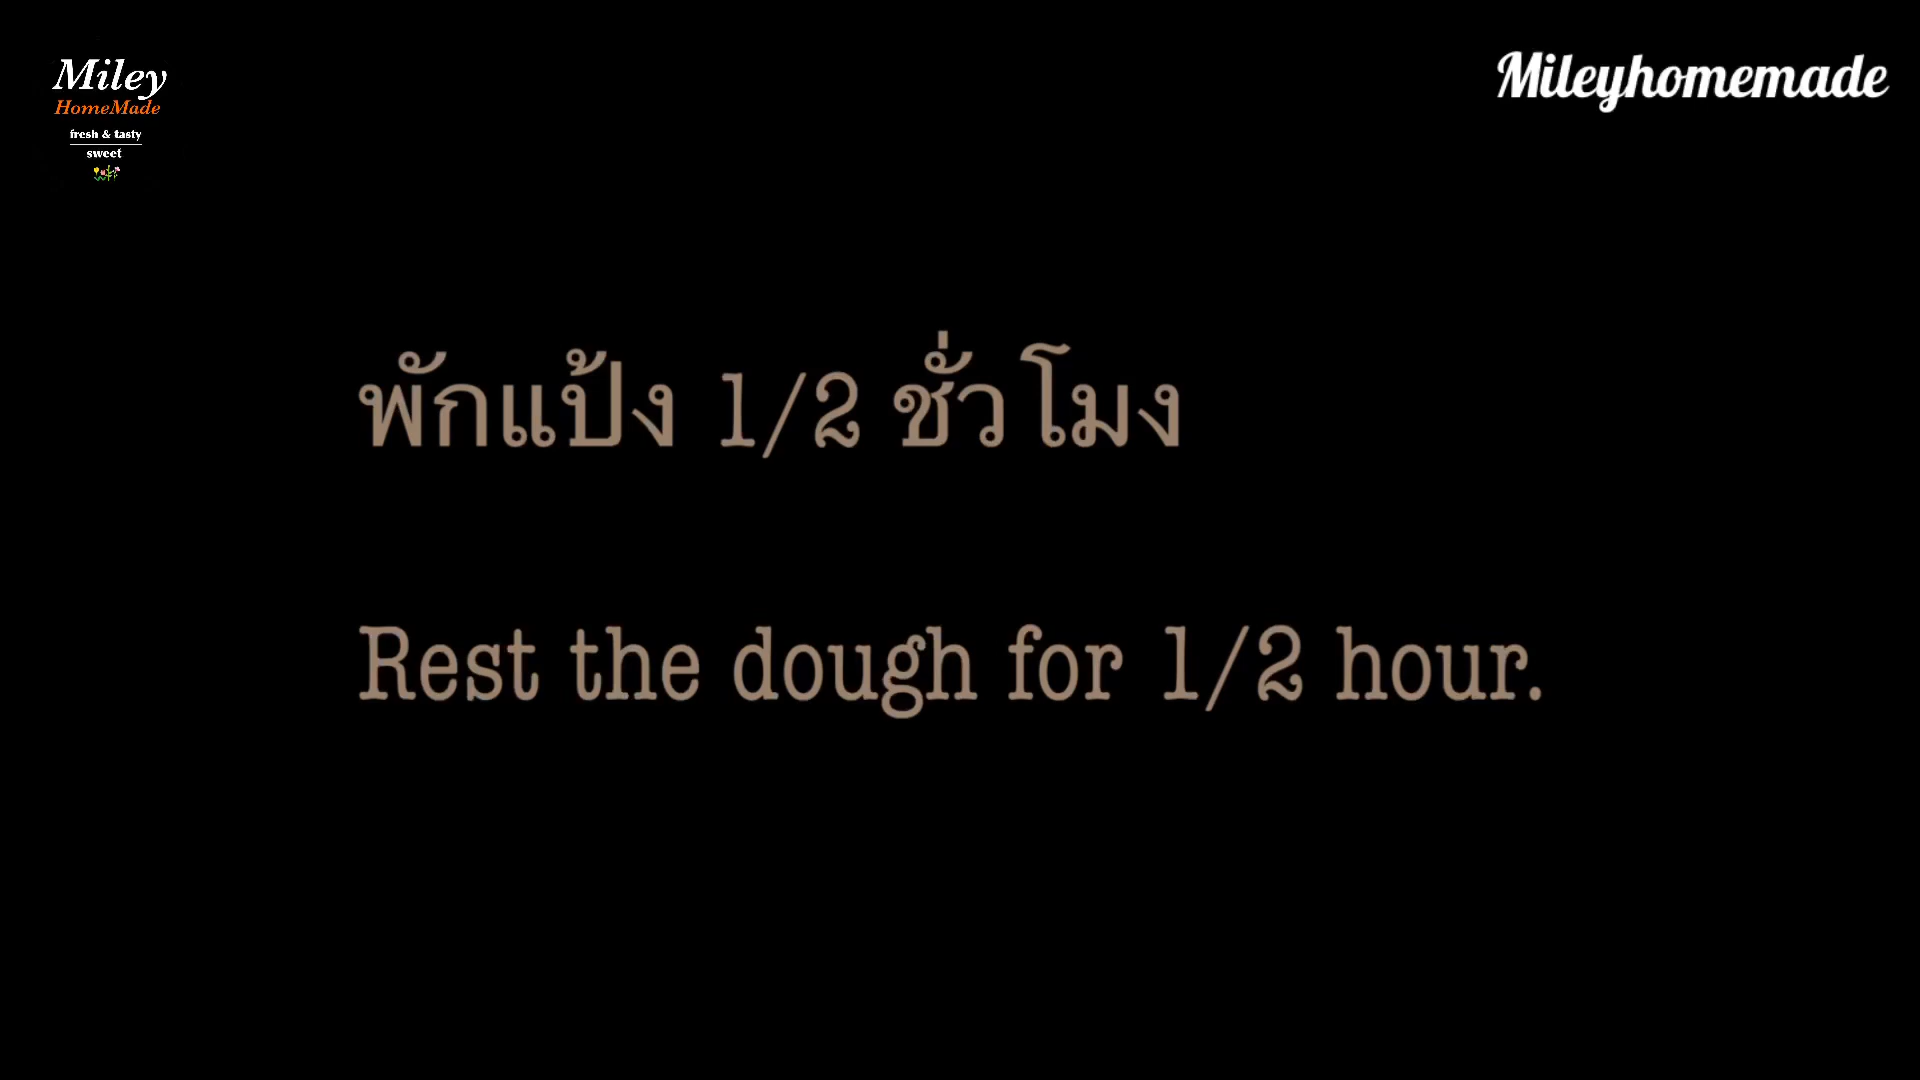 Miley
HomeMade
fresh & tasty
sweet
Mileyhomemade
พักแป้ง 1/2 ชั่วโมง
Rest the dough for 1/2 hour.